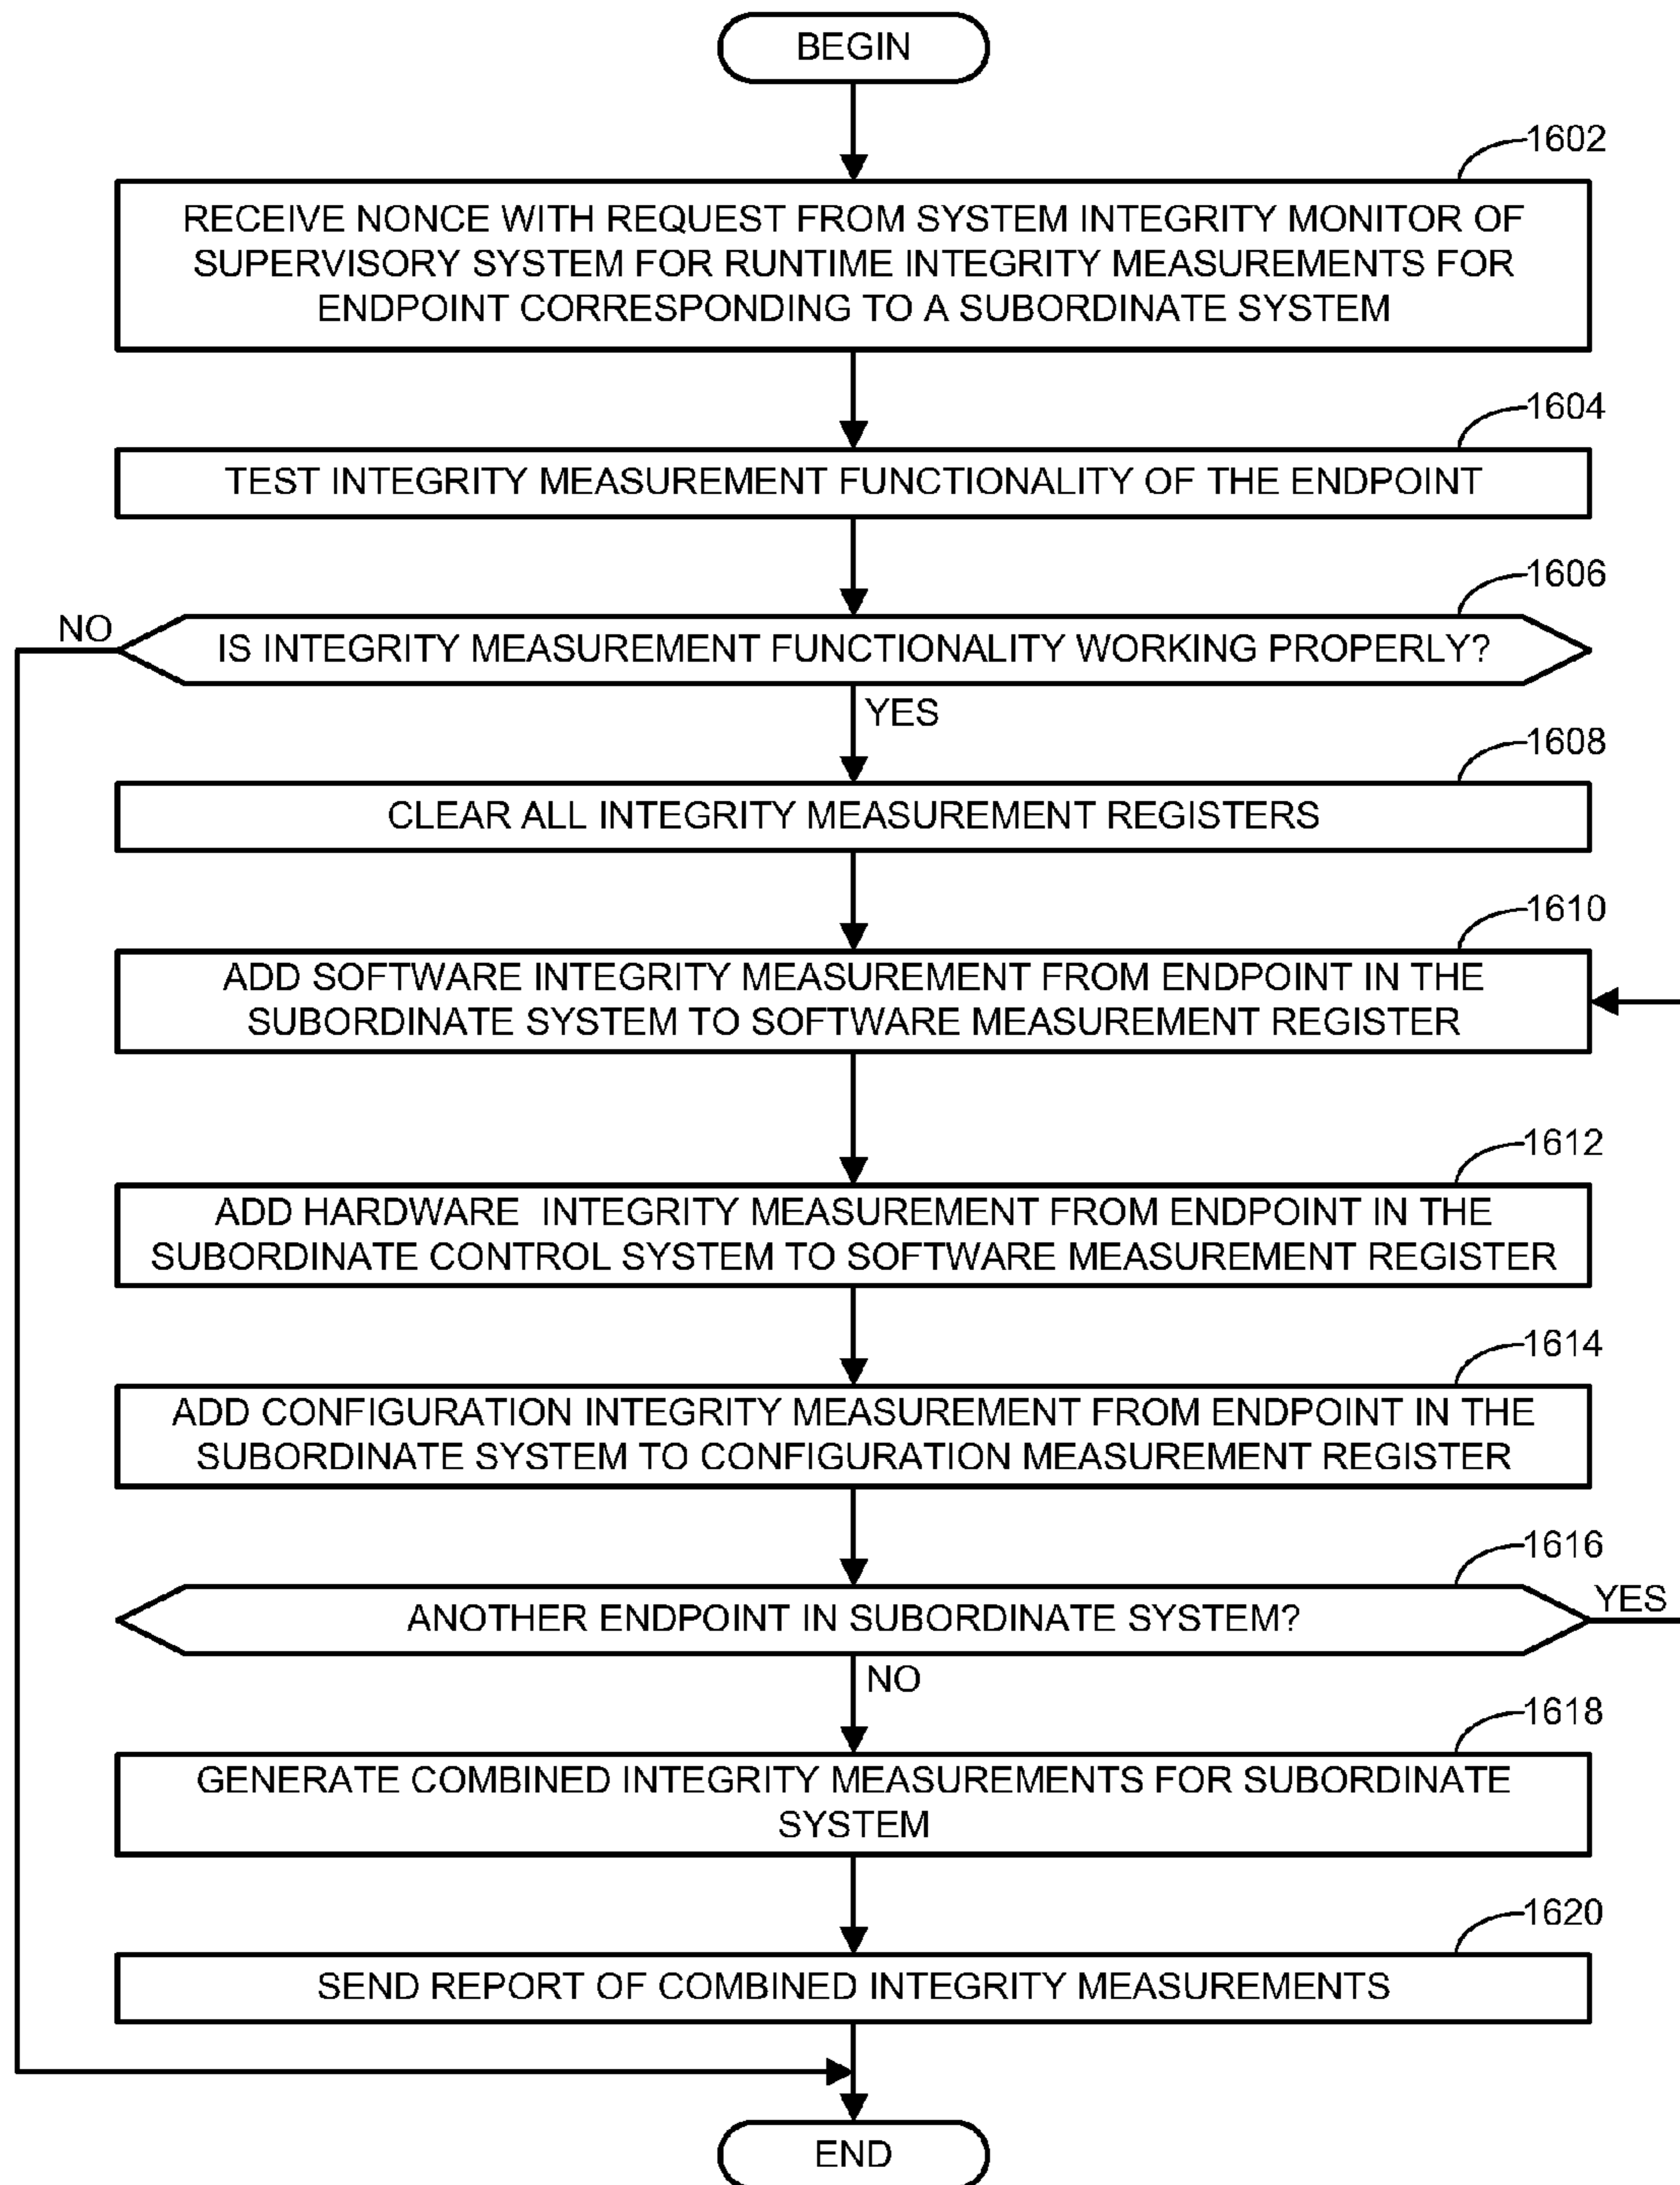 BEGIN
1602
RECEIVE NONCE WITH REQUEST FROM SYSTEM INTEGRITY MONITOR OF
SUPERVISORY SYSTEM FOR RUNTIME INTEGRITY MEASUREMENTS FOR
ENDPOINT CORRESPONDING TO A SUBORDINATE SYSTEM
1604
TEST INTEGRITY MEASUREMENT FUNCTIONALITY OF THE ENDPOINT
1606
NO
IS INTEGRITY MEASUREMENT FUNCTIONALITY WORKING PROPERLY?
YES
1608
CLEAR ALL INTEGRITY MEASUREMENT REGISTERS
1610
ADD SOFTWARE INTEGRITY MEASUREMENT FROM ENDPOINT IN THE
SUBORDINATE SYSTEM TO SOFTWARE MEASUREMENT REGISTER
1612
ADD HARDWARE INTEGRITY MEASUREMENT FROM ENDPOINT IN THE
SUBORDINATE CONTROL SYSTEM TO SOFTWARE MEASUREMENT REGISTER
1614
ADD CONFIGURATION INTEGRITY MEASUREMENT FROM ENDPOINT IN THE
SUBORDINATE SYSTEM TO CONFIGURATION MEASUREMENT REGISTER
1616
YES
ANOTHER ENDPOINT IN SUBORDINATE SYSTEM?
NO
1618
GENERATE COMBINED INTEGRITY MEASUREMENTS FOR SUBORDINATE
SYSTEM
1620
SEND REPORT OF COMBINED INTEGRITY MEASUREMENTS
END